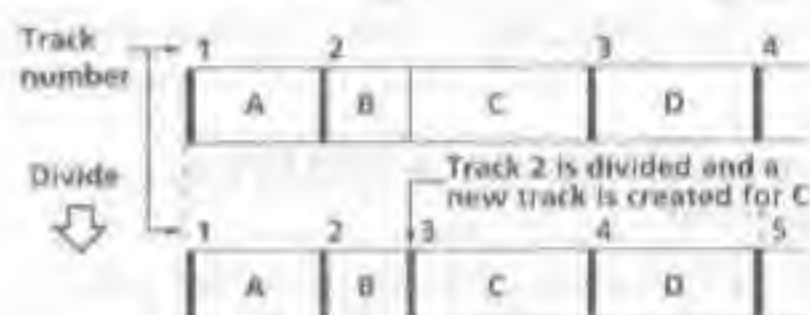 Track number
1 2 3 4
A B C D
Divide
Track 2 is divided and a
new track is created for C
1 2 3 4 5
A B C D